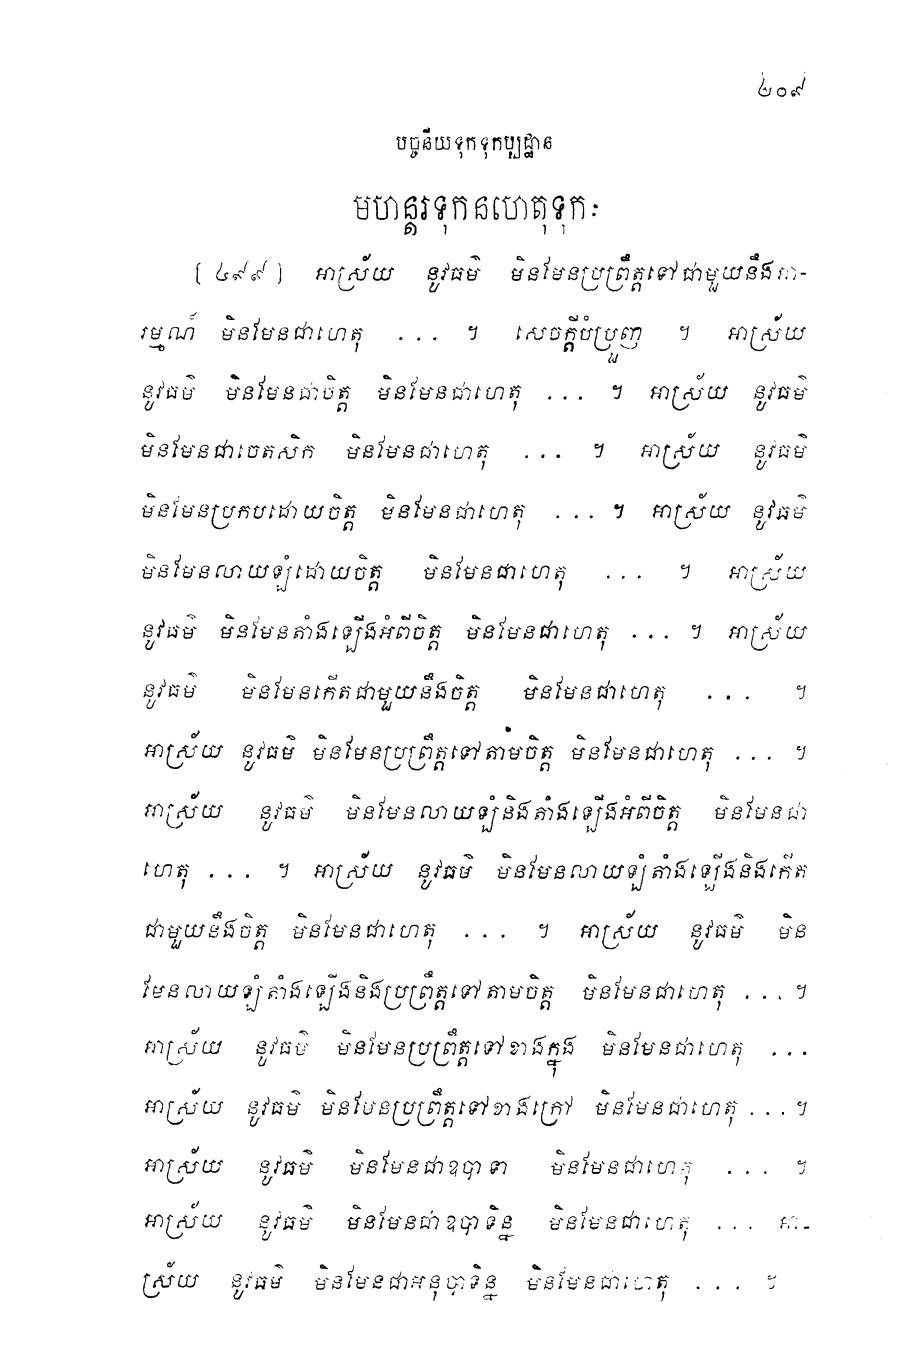 ៤០៩
បច្ចនីយទុកទុកប្បដ្ឋាន
មហន្តរទុកនហេតុទុកៈ
[៤៩៩] អាស្រ័យ នូវធម៌ មិនមែនប្រព្រឹត្តទៅជាមួយនឹងអា-
រម្មណ៍ មិនមែនជាហេតុ ... ។ សេចក្តីបំប្រួញ ។ អាស្រ័យ
នូវធម៌ មិនមែនជាចិត្ត មិនមែនជាហេតុ ... ។ អាស្រ័យ នូវធម៌
មិនមែនជាចេតសិក មិនមែនជាហេតុ ... ។ អាស្រ័យ នូវធម៌
មិនមែនប្រកបដោយចិត្ត មិនមែនជាហេតុ ... ។ អាស្រ័យ នូវធម៌
មិនមែនលាយឡំដោយចិត្ត មិនមែនជាហេតុ ... ។ អាស្រ័យ
នូវធម៌ មិនមែនតាំងឡើងអំពីចិត្ត មិនមែនជាហេតុ ... ។ អាស្រ័យ
នូវធម៌ មិនមែនកើតជាមួយនឹងចិត្ត មិនមែនជាហេតុ ... ។
អាស្រ័យ នូវធម៌ មិនមែនប្រព្រឹត្តទៅតាមចិត្ត មិនមែនជាហេតុ ... ។
អាស្រ័យ នូវធម៌ មិនមែនលាយឡំនិងតាំងឡើងអំពីចិត្ត មិនមែនជា
ហេតុ ... ។ អាស្រ័យ នូវធម៌ មិនមែនលាយឡំតាំងឡើងនិងកើត
ជាមួយនឹងចិត្ត មិនមែនជាហេតុ ... ។ អាស្រ័យ នូវធម៌ មិន
មែនលាយឡំតាំងឡើងនិងប្រព្រឹត្តទៅតាមចិត្ត មិនមែនជាហេតុ ... ។
អាស្រ័យ នូវធម៌ មិនមែនប្រព្រឹត្តទៅខាងក្នុង មិនមែនជាហេតុ ...
អាស្រ័យ នូវធម៌ មិនមែនប្រព្រឹត្តទៅខាងក្រៅ មិនមែនជាហេតុ ... ។
អាស្រ័យ នូវធម៌ មិនមែនជាឧបាទា មិនមែនជាហេតុ ... ។
អាស្រ័យ នូវធម៌ មិនមែនជាឧបាទិន្ន មិនមែនជាហេតុ ... អា-
ស្រ័យ នូវធម៌ មិនមែនជាអនុបាទិន្ន មិនមែនជាហេតុ ... ។